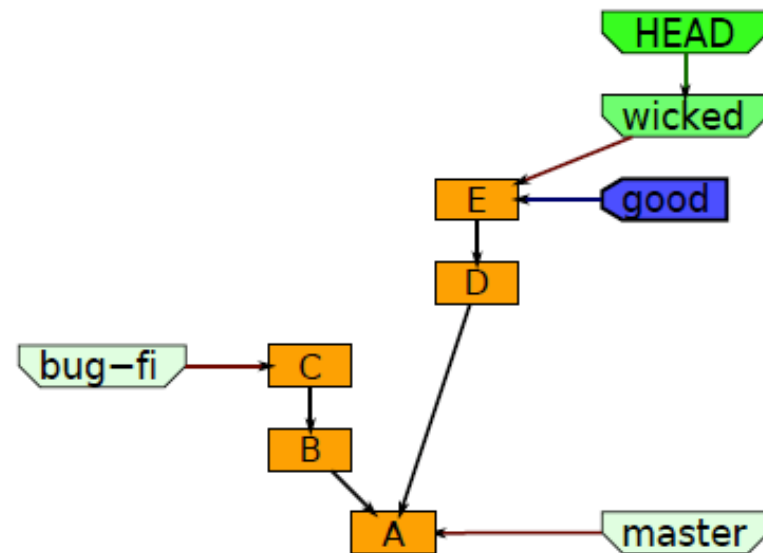 HEAD
wicked
E
good
D
bug−fi
C
B
A
master